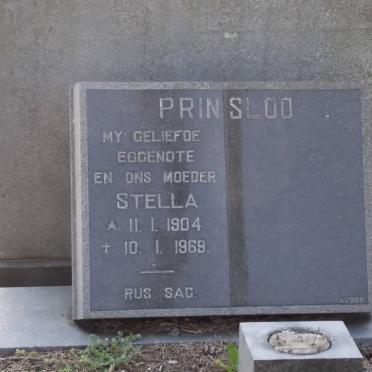 PRINSLOO
MY GELIEFDE
EGGENOTE
EN ONS MOEDER
STELLA
* 11. 1. 1904
† 10. 1. 1969.
RUS SAG.